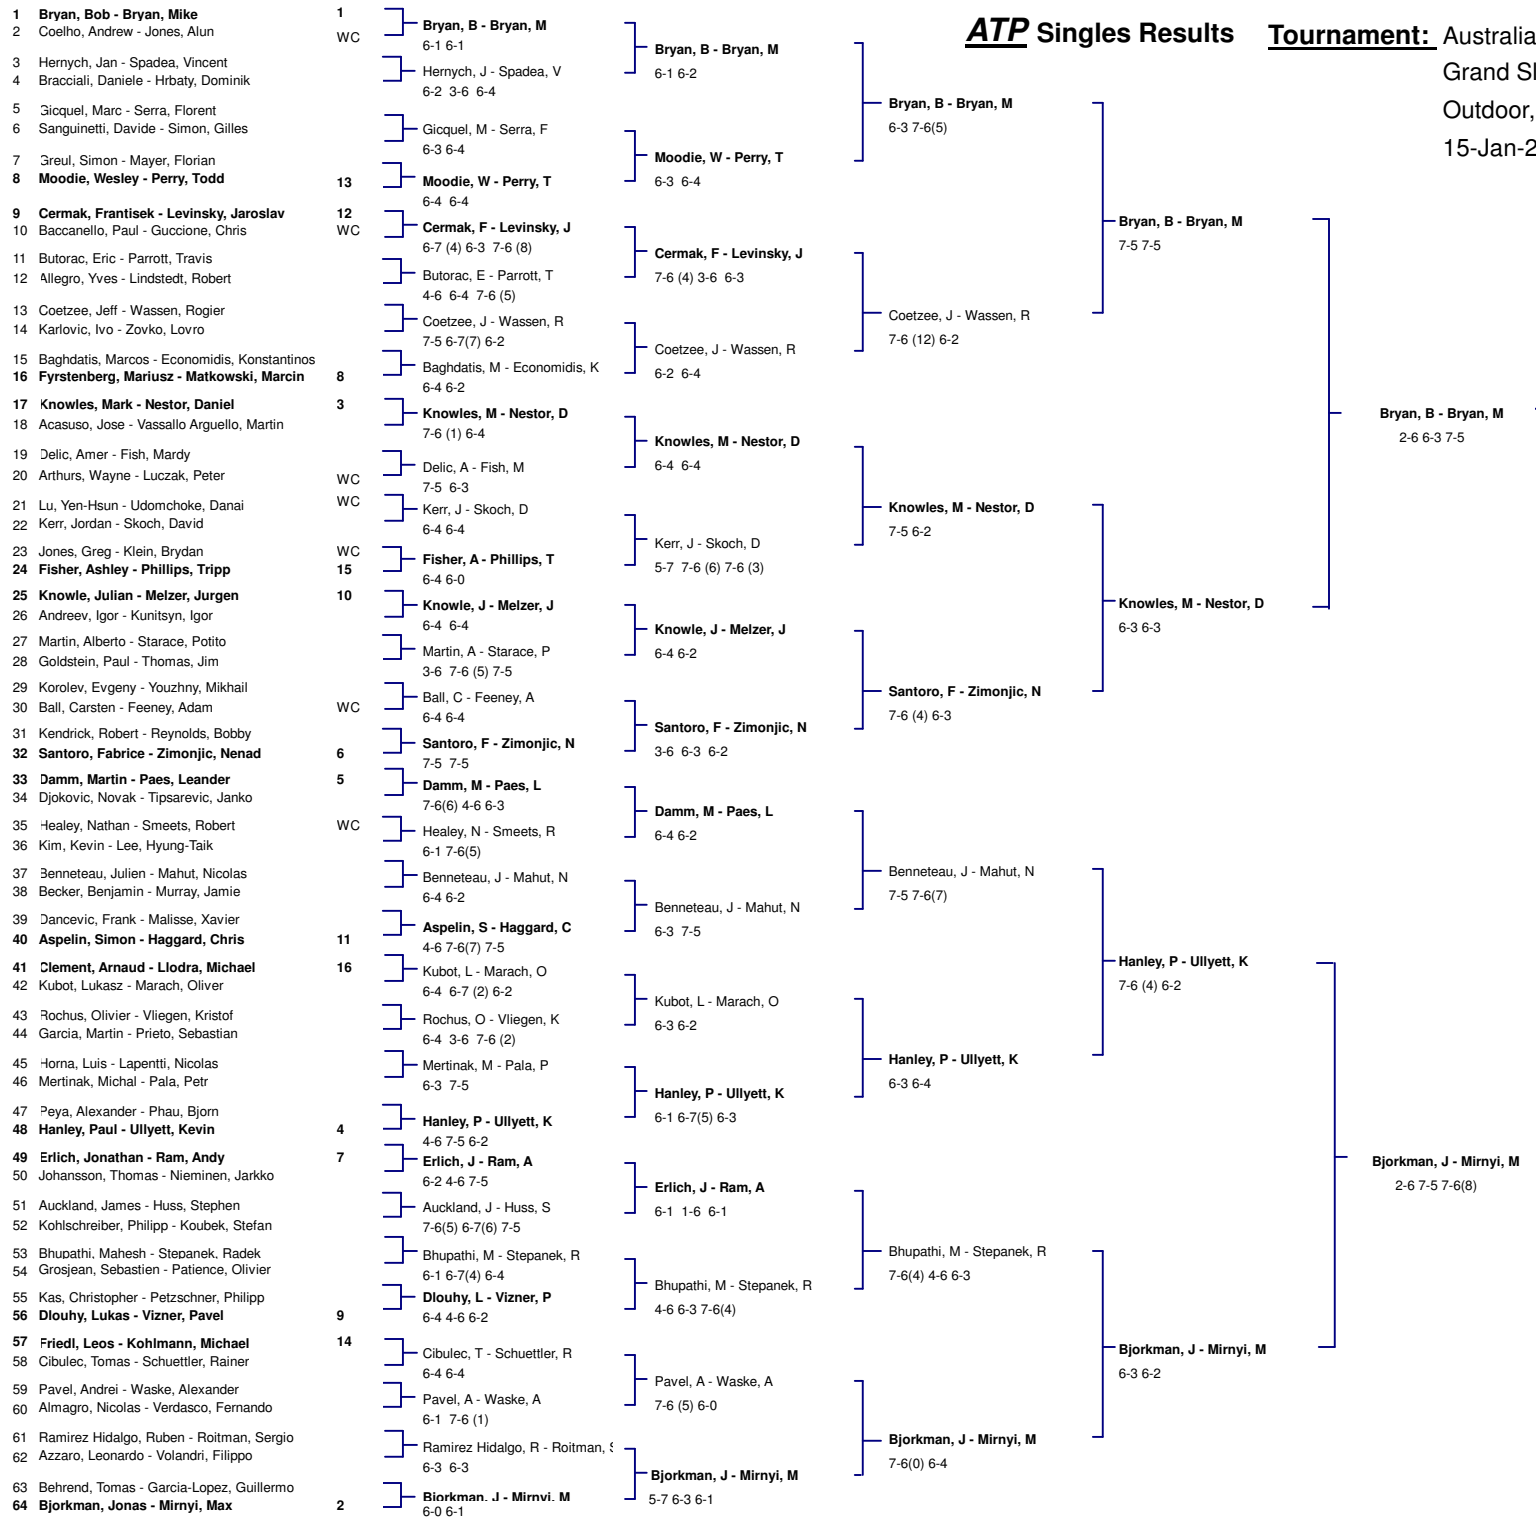 ATP Singles Results
Tournament: Australia
Grand Sl
Outdoor,
15-Jan-2
1 Bryan, Bob - Bryan, Mike 1
2 Coelho, Andrew - Jones, Alun WC
3 Hernych, Jan - Spadea, Vincent
4 Bracciali, Daniele - Hrbaty, Dominik
5 Gicquel, Marc - Serra, Florent
6 Sanguinetti, Davide - Simon, Gilles
7 Greul, Simon - Mayer, Florian
8 Moodie, Wesley - Perry, Todd 13
9 Cermak, Frantisek - Levinsky, Jaroslav 12
10 Baccanello, Paul - Guccione, Chris WC
11 Butorac, Eric - Parrott, Travis
12 Allegro, Yves - Lindstedt, Robert
13 Coetzee, Jeff - Wassen, Rogier
14 Karlovic, Ivo - Zovko, Lovro
15 Baghdatis, Marcos - Economidis, Konstantinos
16 Fyrstenberg, Mariusz - Matkowski, Marcin 8
17 Knowles, Mark - Nestor, Daniel 3
18 Acasuso, Jose - Vassallo Arguello, Martin
19 Delic, Amer - Fish, Mardy
20 Arthurs, Wayne - Luczak, Peter WC
21 Lu, Yen-Hsun - Udomchoke, Danai WC
22 Kerr, Jordan - Skoch, David
23 Jones, Greg - Klein, Brydan WC
24 Fisher, Ashley - Phillips, Tripp 15
25 Knowle, Julian - Melzer, Jurgen 10
26 Andreev, Igor - Kunitsyn, Igor
27 Martin, Alberto - Starace, Potito
28 Goldstein, Paul - Thomas, Jim
29 Korolev, Evgeny - Youzhny, Mikhail
30 Ball, Carsten - Feeney, Adam WC
31 Kendrick, Robert - Reynolds, Bobby
32 Santoro, Fabrice - Zimonjic, Nenad 6
33 Damm, Martin - Paes, Leander 5
34 Djokovic, Novak - Tipsarevic, Janko
35 Healey, Nathan - Smeets, Robert WC
36 Kim, Kevin - Lee, Hyung-Taik
37 Benneteau, Julien - Mahut, Nicolas
38 Becker, Benjamin - Murray, Jamie
39 Dancevic, Frank - Malisse, Xavier
40 Aspelin, Simon - Haggard, Chris 11
41 Clement, Arnaud - Llodra, Michael 16
42 Kubot, Lukasz - Marach, Oliver
43 Rochus, Olivier - Vliegen, Kristof
44 Garcia, Martin - Prieto, Sebastian
45 Horna, Luis - Lapentti, Nicolas
46 Mertinak, Michal - Pala, Petr
47 Peya, Alexander - Phau, Bjorn
48 Hanley, Paul - Ullyett, Kevin 4
49 Erlich, Jonathan - Ram, Andy 7
50 Johansson, Thomas - Nieminen, Jarkko
51 Auckland, James - Huss, Stephen
52 Kohlschreiber, Philipp - Koubek, Stefan
53 Bhupathi, Mahesh - Stepanek, Radek
54 Grosjean, Sebastien - Patience, Olivier
55 Kas, Christopher - Petzschner, Philipp
56 Dlouhy, Lukas - Vizner, Pavel 9
57 Friedl, Leos - Kohlmann, Michael 14
58 Cibulec, Tomas - Schuettler, Rainer
59 Pavel, Andrei - Waske, Alexander
60 Almagro, Nicolas - Verdasco, Fernando
61 Ramirez Hidalgo, Ruben - Roitman, Sergio
62 Azzaro, Leonardo - Volandri, Filippo
63 Behrend, Tomas - Garcia-Lopez, Guillermo
64 Bjorkman, Jonas - Mirnyi, Max 2
Bryan, B - Bryan, M
6-1 6-1
Hernych, J - Spadea, V
6-2 3-6 6-4
Gicquel, M - Serra, F
6-3 6-4
Moodie, W - Perry, T
6-4 6-4
Cermak, F - Levinsky, J
6-7 (4) 6-3 7-6 (8)
Butorac, E - Parrott, T
4-6 6-4 7-6 (5)
Coetzee, J - Wassen, R
7-5 6-7(7) 6-2
Baghdatis, M - Economidis, K
6-4 6-2
Knowles, M - Nestor, D
7-6 (1) 6-4
Delic, A - Fish, M
7-5 6-3
Kerr, J - Skoch, D
6-4 6-4
Fisher, A - Phillips, T
6-4 6-0
Knowle, J - Melzer, J
6-4 6-4
Martin, A - Starace, P
3-6 7-6 (5) 7-5
Ball, C - Feeney, A
6-4 6-4
Santoro, F - Zimonjic, N
7-5 7-5
Damm, M - Paes, L
7-6(6) 4-6 6-3
Healey, N - Smeets, R
6-1 7-6(5)
Benneteau, J - Mahut, N
6-4 6-2
Aspelin, S - Haggard, C
4-6 7-6(7) 7-5
Kubot, L - Marach, O
6-4 6-7 (2) 6-2
Rochus, O - Vliegen, K
6-4 3-6 7-6 (2)
Mertinak, M - Pala, P
6-3 7-5
Hanley, P - Ullyett, K
4-6 7-5 6-2
Erlich, J - Ram, A
6-2 4-6 7-5
Auckland, J - Huss, S
7-6(5) 6-7(6) 7-5
Bhupathi, M - Stepanek, R
6-1 6-7(4) 6-4
Dlouhy, L - Vizner, P
6-4 4-6 6-2
Cibulec, T - Schuettler, R
6-4 6-4
Pavel, A - Waske, A
6-1 7-6 (1)
Ramirez Hidalgo, R - Roitman, S
6-3 6-3
Bjorkman, J - Mirnyi, M
6-0 6-1
Bryan, B - Bryan, M
6-1 6-2
Moodie, W - Perry, T
6-3 6-4
Cermak, F - Levinsky, J
7-6 (4) 3-6 6-3
Coetzee, J - Wassen, R
6-2 6-4
Knowles, M - Nestor, D
6-4 6-4
Kerr, J - Skoch, D
5-7 7-6 (6) 7-6 (3)
Knowle, J - Melzer, J
6-4 6-2
Santoro, F - Zimonjic, N
3-6 6-3 6-2
Damm, M - Paes, L
6-4 6-2
Benneteau, J - Mahut, N
6-3 7-5
Kubot, L - Marach, O
6-3 6-2
Hanley, P - Ullyett, K
6-1 6-7(5) 6-3
Erlich, J - Ram, A
6-1 1-6 6-1
Bhupathi, M - Stepanek, R
4-6 6-3 7-6(4)
Pavel, A - Waske, A
7-6 (5) 6-0
Bjorkman, J - Mirnyi, M
5-7 6-3 6-1
Bryan, B - Bryan, M
6-3 7-6(5)
Coetzee, J - Wassen, R
7-6 (12) 6-2
Knowles, M - Nestor, D
7-5 6-2
Santoro, F - Zimonjic, N
7-6 (4) 6-3
Benneteau, J - Mahut, N
7-5 7-6(7)
Hanley, P - Ullyett, K
6-3 6-4
Bhupathi, M - Stepanek, R
7-6(4) 4-6 6-3
Bjorkman, J - Mirnyi, M
7-6(0) 6-4
Bryan, B - Bryan, M
7-5 7-5
Knowles, M - Nestor, D
6-3 6-3
Hanley, P - Ullyett, K
7-6 (4) 6-2
Bjorkman, J - Mirnyi, M
6-3 6-2
Bryan, B - Bryan, M
2-6 6-3 7-5
Bjorkman, J - Mirnyi, M
2-6 7-5 7-6(8)